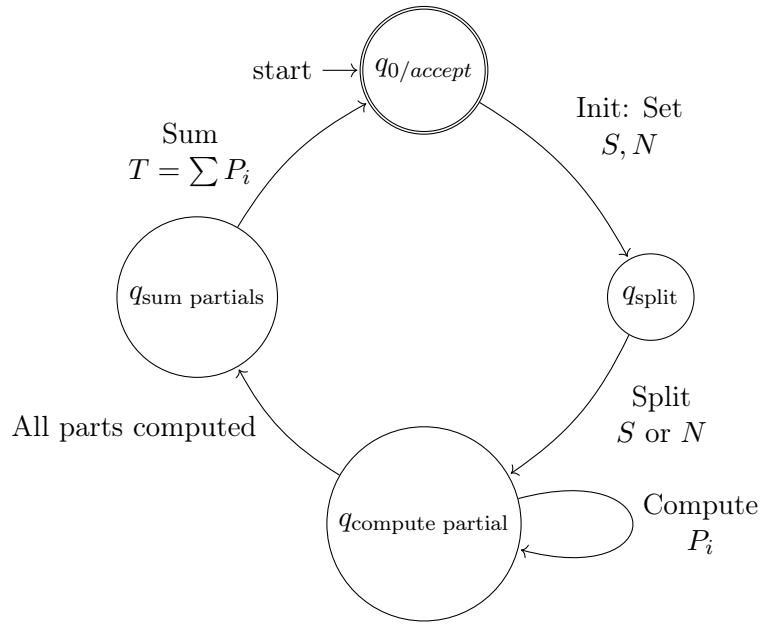 start
q0/accept
Init: Set
S, N
Sum
T = ∑ Pi
qsum partials
qsplit
Split
S or N
All parts computed
qcompute partial
Compute
Pi